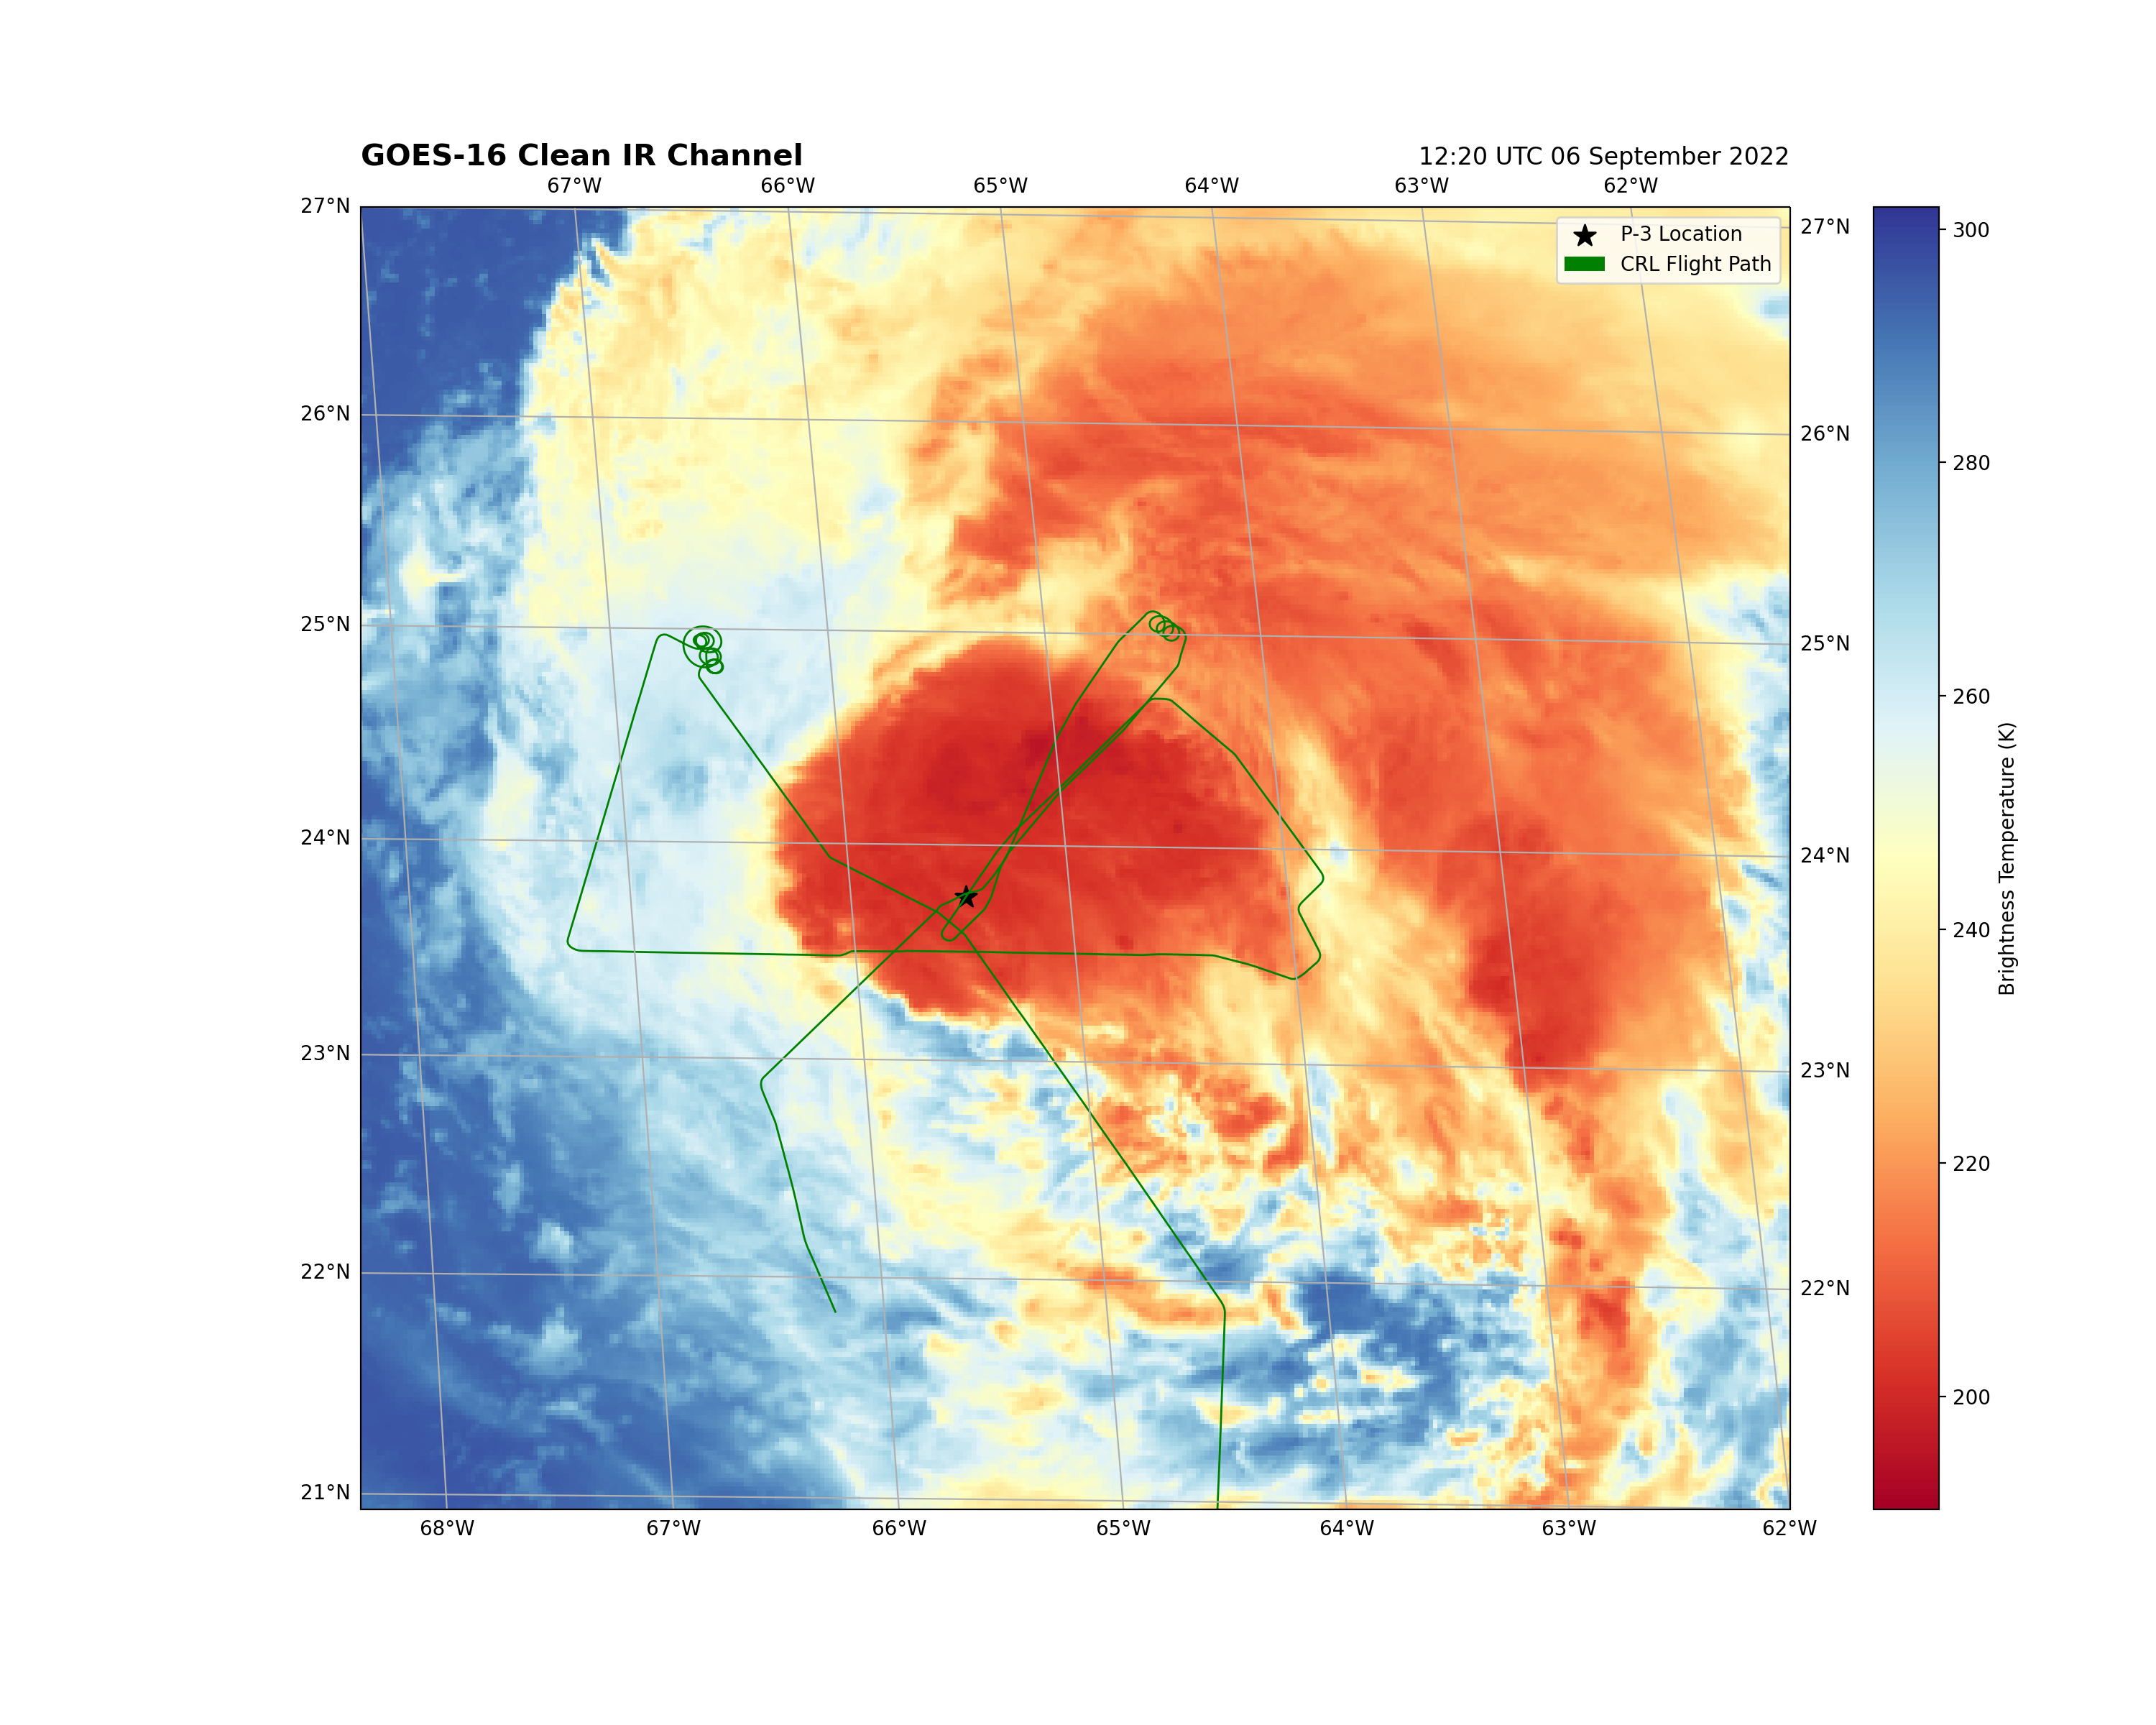 GOES-16 Clean IR Channel
12:20 UTC 06 September 2022
67°W 66°W 65°W 64°W 63°W 62°W
27°N
27°N
P-3 Location
CRL Flight Path
26°N
26°N
25°N
25°N
24°N
24°N
23°N
23°N
22°N
22°N
21°N
68°W 67°W 66°W 65°W 64°W 63°W 62°W
300
280
260
240
220
200
Brightness Temperature (K)